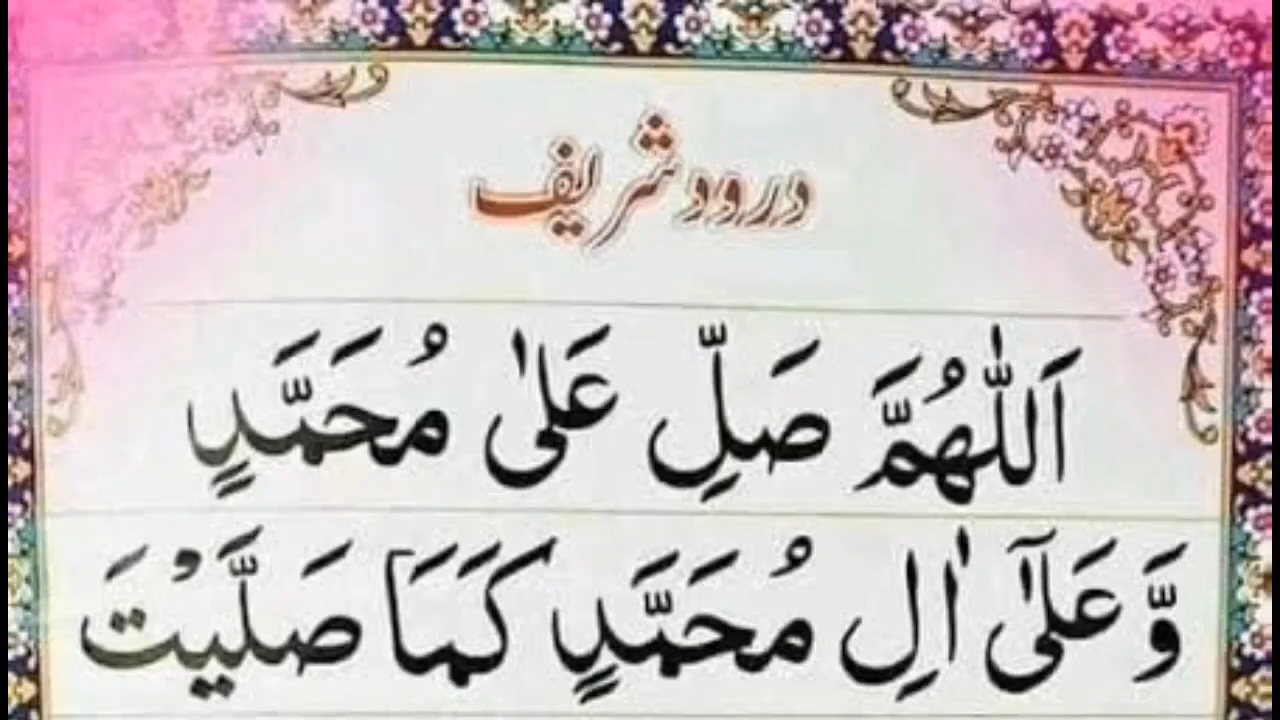 درود شریف
اَللّٰهُمَّ صَلِّ عَلٰی مُحَمَّدٍ
وَّ عَلٰۤی اٰلِ مُحَمَّدٍ كَمَا صَلَّيْتَ